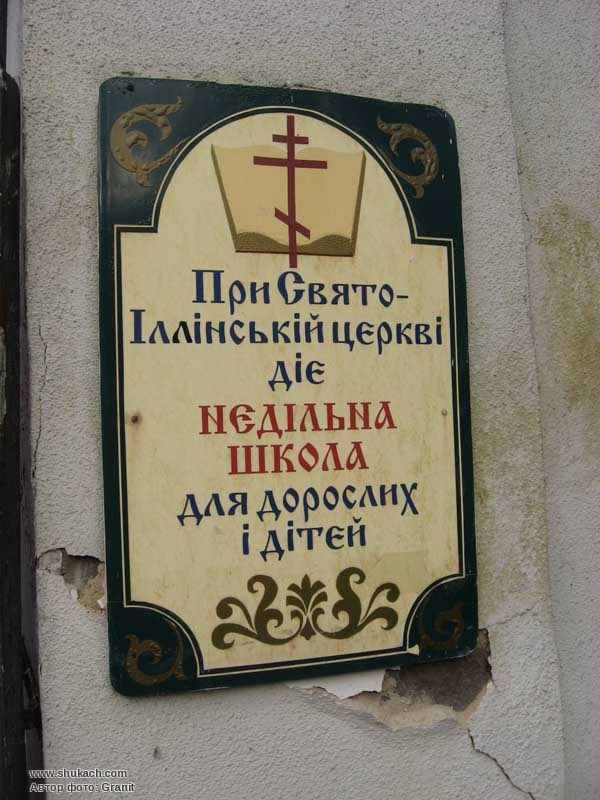 При Свято-
Іллінській церкві
діє
НЕДІЛЬНА
ШКОЛА
для дорослих
і дітей
www.shukach.com
Автор фото: Granit